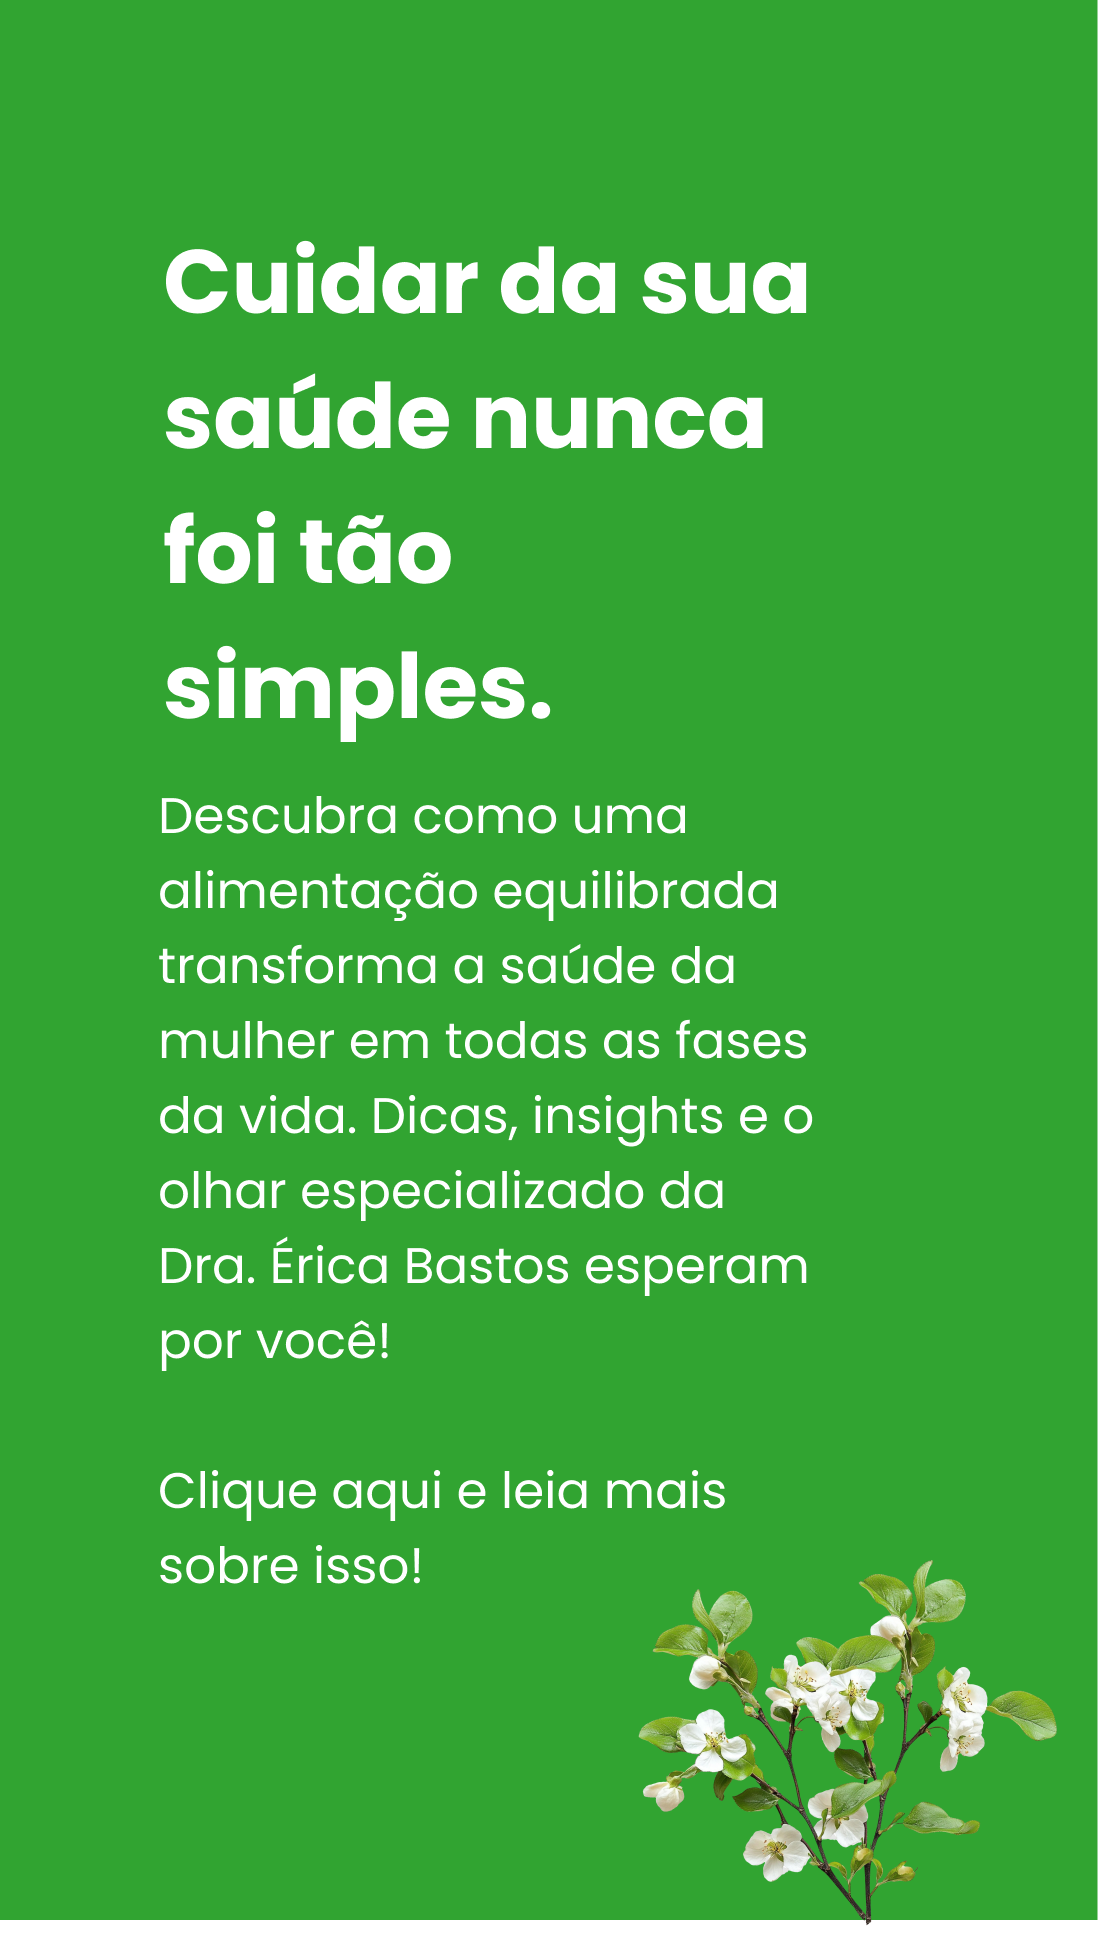 Cuidar da sua
saúde nunca
foi tão
simples.
Descubra como uma
alimentação equilibrada
transforma a saúde da
mulher em todas as fases
da vida. Dicas, insights e o
olhar especializado da
Dra. Érica Bastos esperam
por você!
Clique aqui e leia mais
sobre isso!